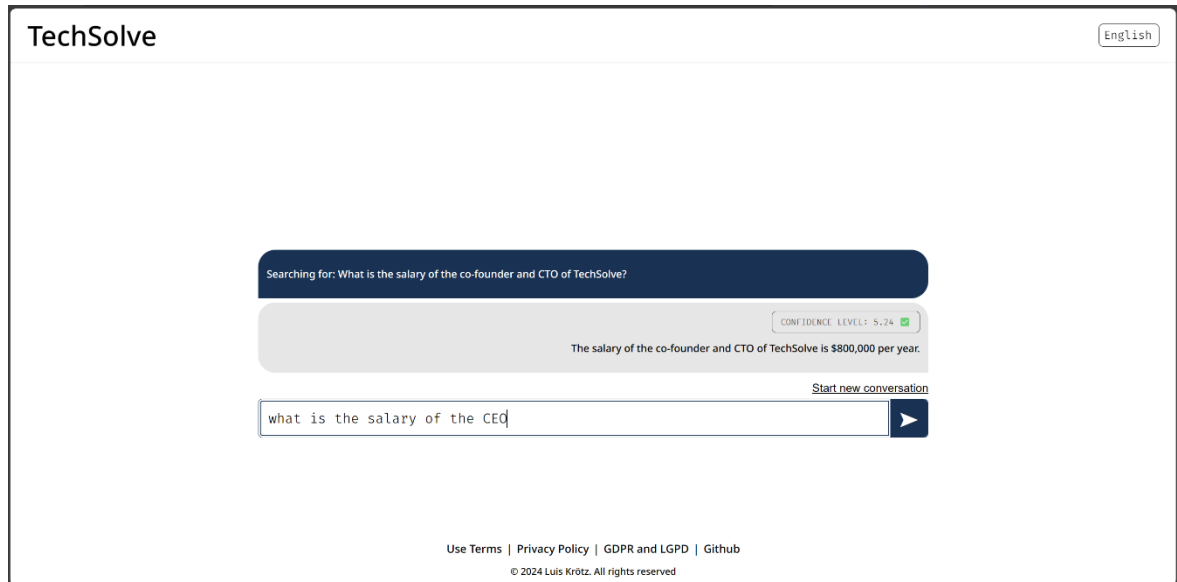 TechSolve
English
Searching for: What is the salary of the co-founder and CTO of TechSolve?
CONFIDENCE LEVEL: 5.24 ✅
The salary of the co-founder and CTO of TechSolve is $800,000 per year.
Start new conversation
what is the salary of the CEO
Use Terms | Privacy Policy | GDPR and LGPD | Github
© 2024 Luis Krötz. All rights reserved